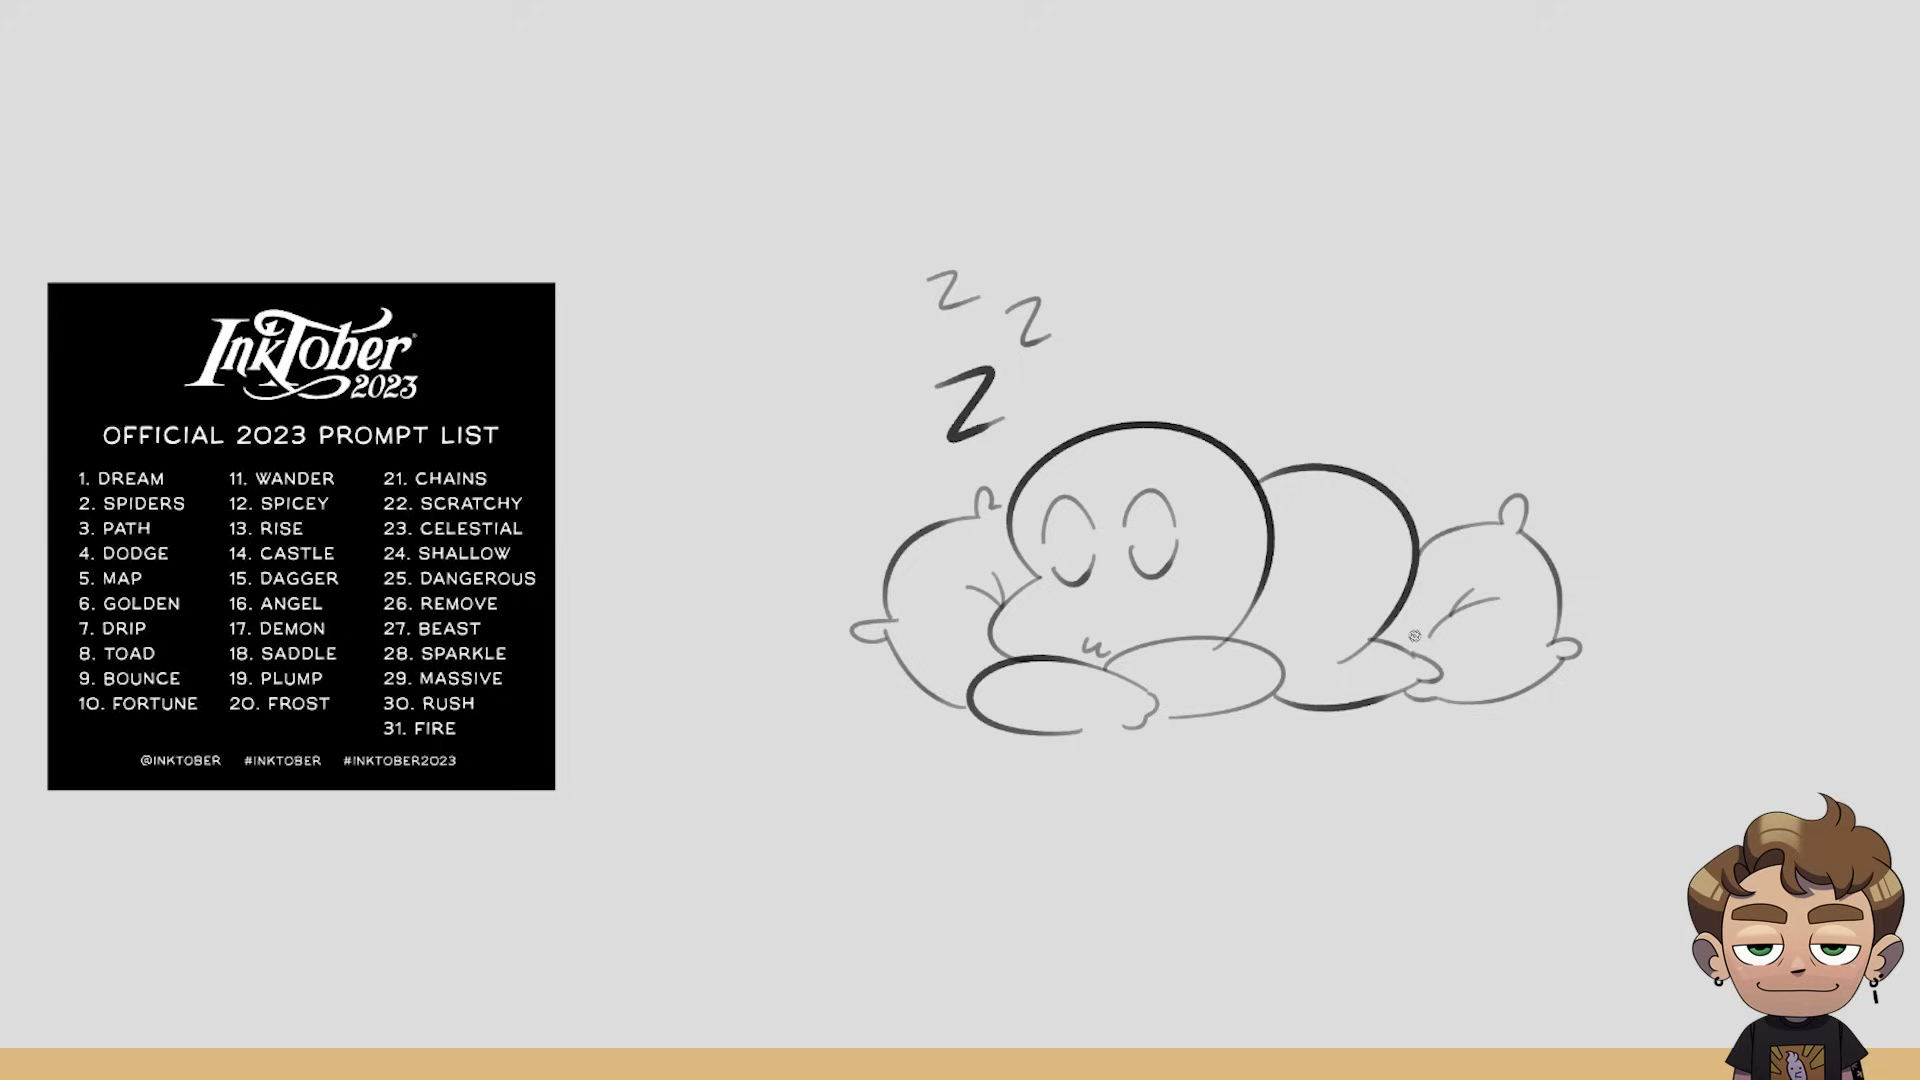 InkTober
2023
OFFICIAL 2023 PROMPT LIST
1. DREAM
2. SPIDERS
3. PATH
4. DODGE
5. MAP
6. GOLDEN
7. DRIP
8. TOAD
9. BOUNCE
10. FORTUNE
11. WANDER
12. SPICEY
13. RISE
14. CASTLE
15. DAGGER
16. ANGEL
17. DEMON
18. SADDLE
19. PLUMP
20. FROST
21. CHAINS
22. SCRATCHY
23. CELESTIAL
24. SHALLOW
25. DANGEROUS
26. REMOVE
27. BEAST
28. SPARKLE
29. MASSIVE
30. RUSH
31. FIRE
@INKTOBER #INKTOBER #INKTOBER2023
Z Z
Z